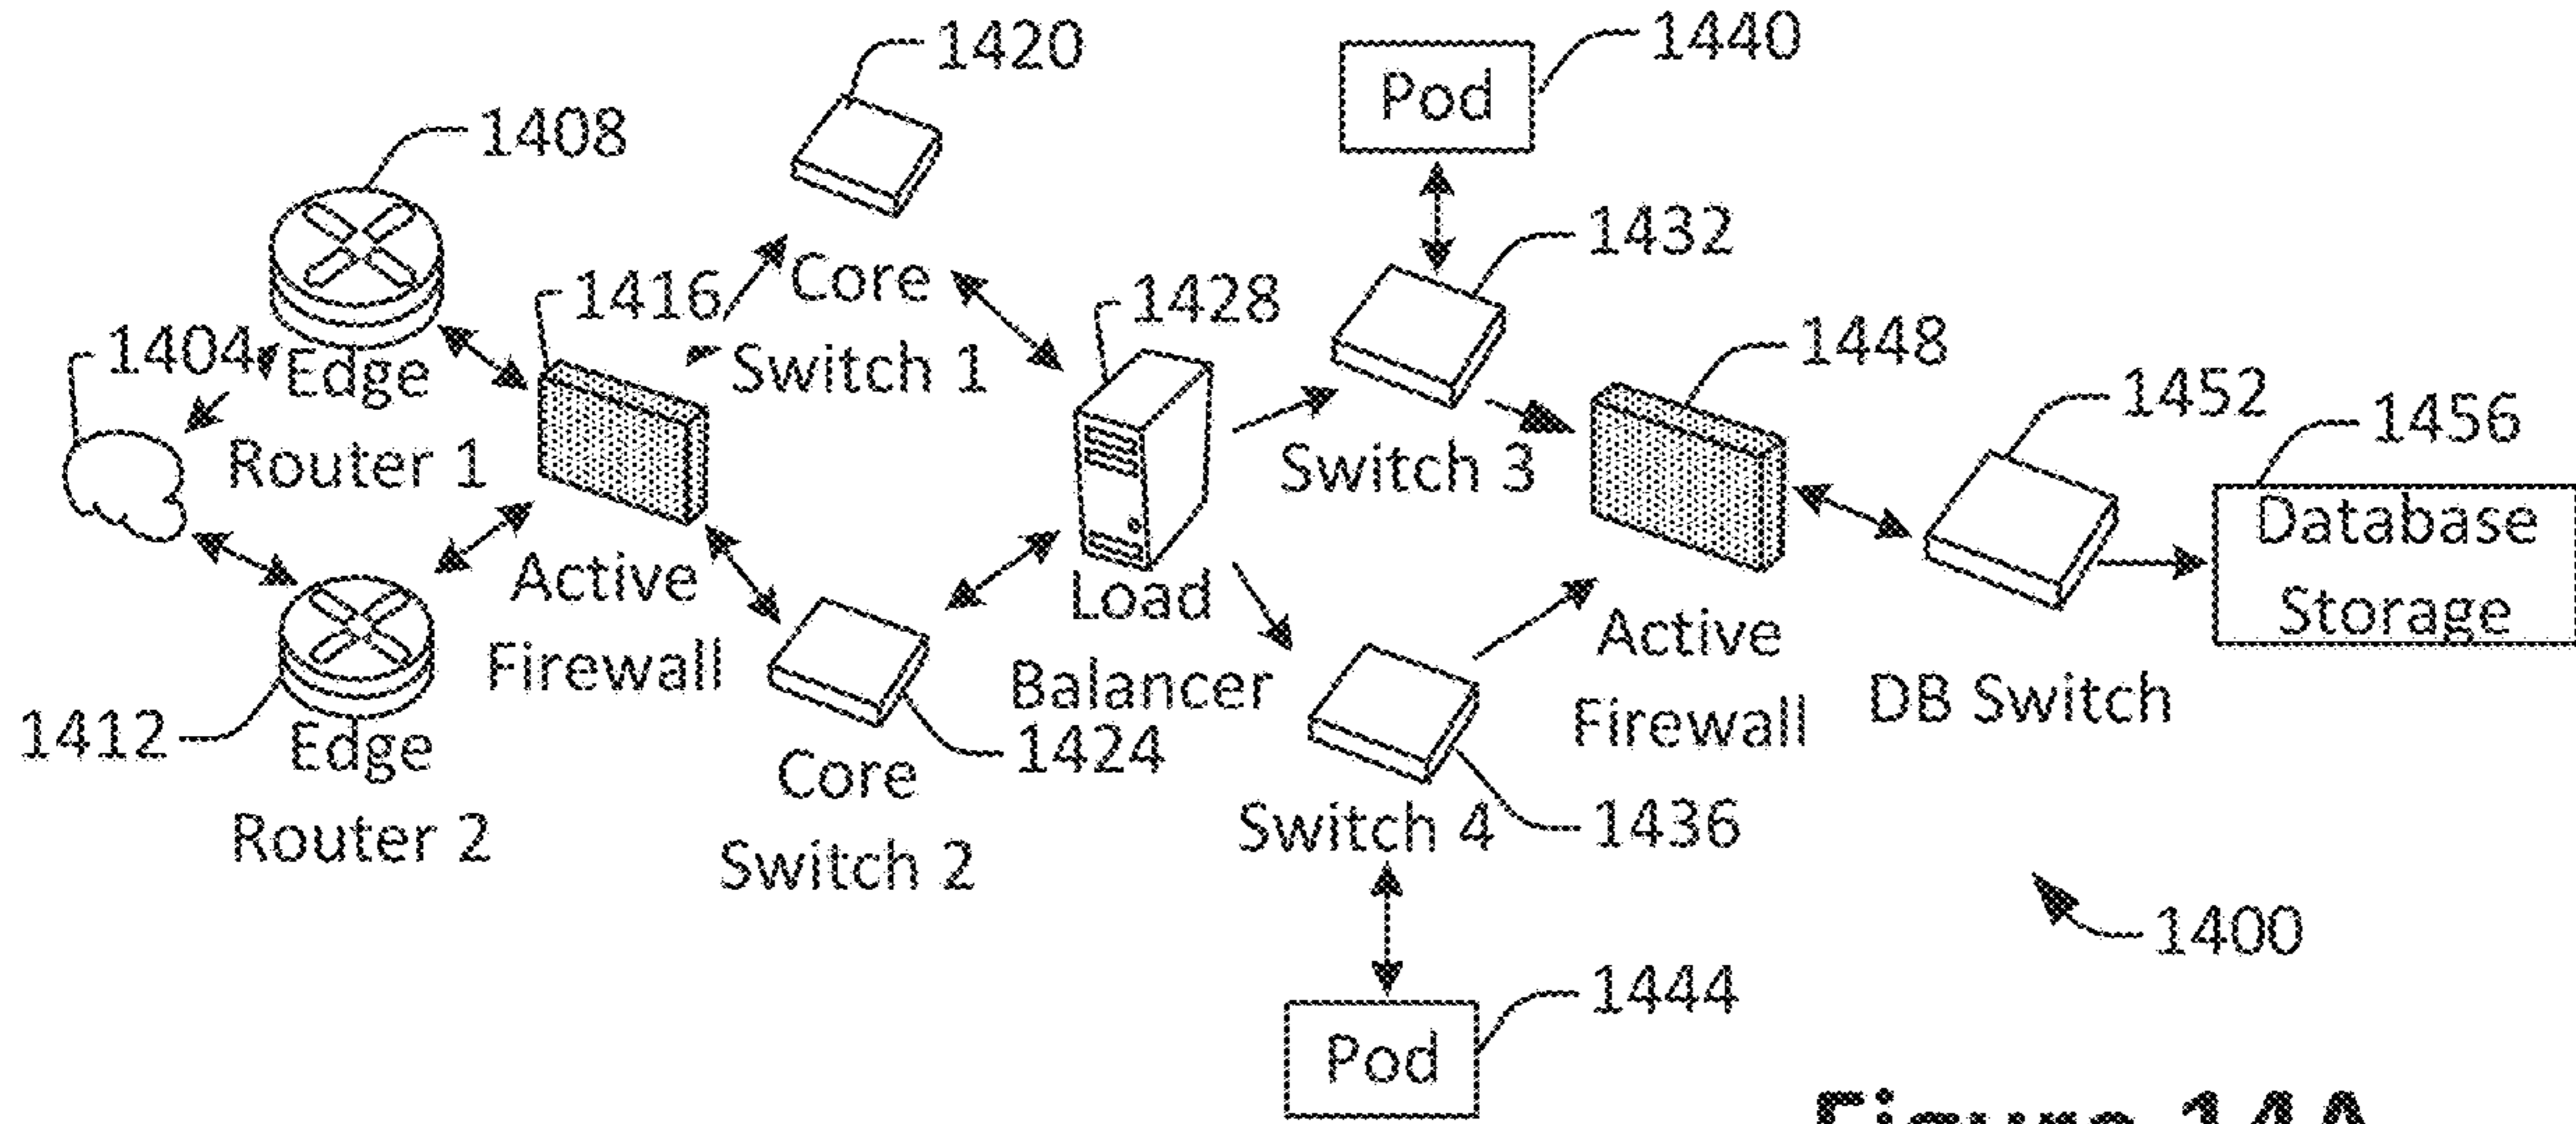 1420
1440
Pod
1408
1432
1416
Core
1428
1404
Edge
Switch 1
1448
1452
1456
Router 1
Switch 3
Database
Storage
Active
Firewall
Load
Balancer
Active
Firewall
DB Switch
1412
Edge
Router 2
1424
Core
Switch 2
Switch 4
1436
1400
1444
Pod
Figure 14A